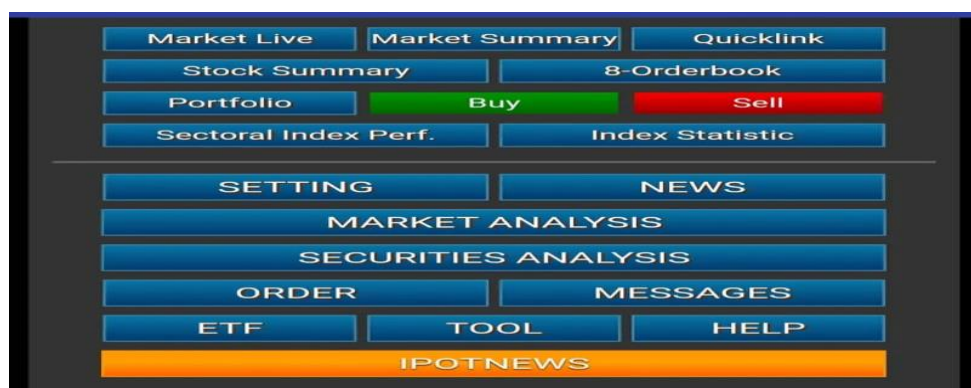 Market Live Market Summary Quicklink
Stock Summary 8-Orderbook
Portfolio Buy Sell
Sectoral Index Perf. Index Statistic
SETTING NEWS
MARKET ANALYSIS
SECURITIES ANALYSIS
ORDER MESSAGES
ETF TOOL HELP
IPOTNEWS